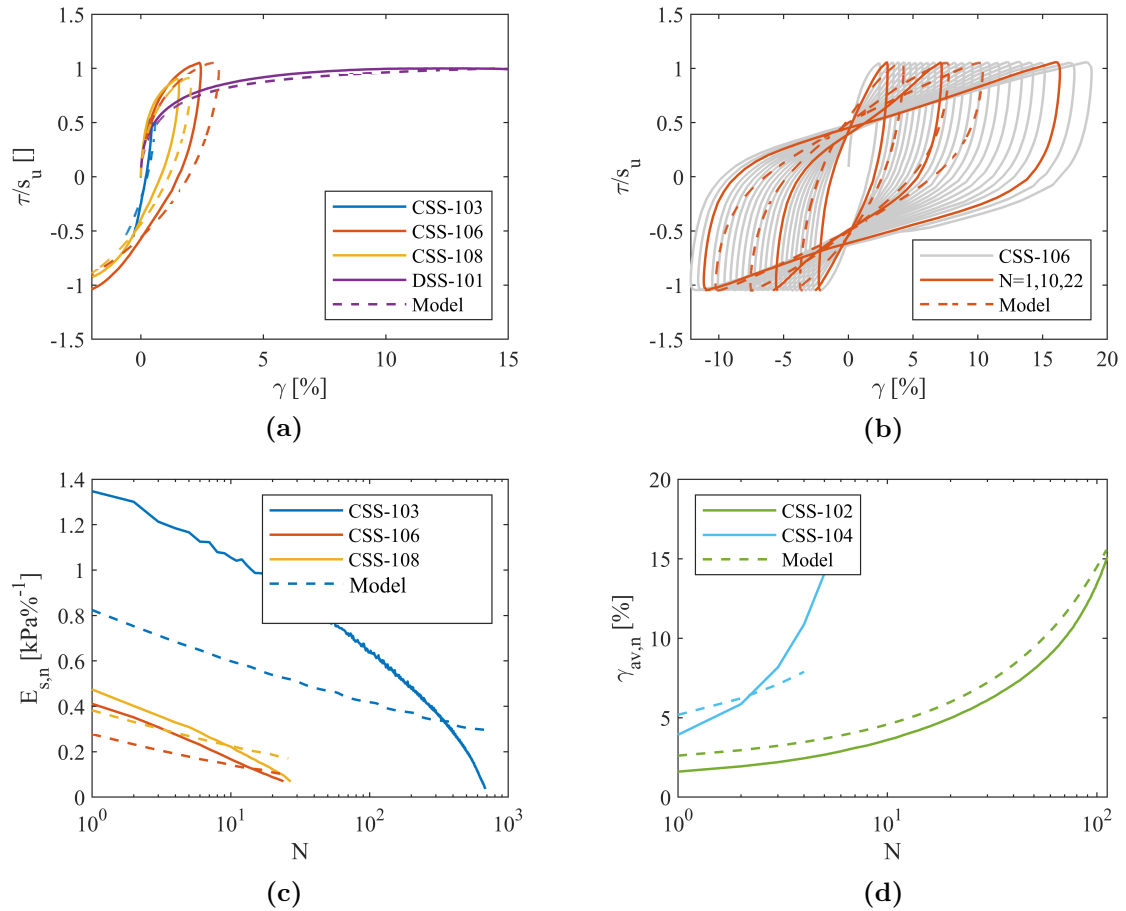 1.5
1
0.5
0
-0.5
-1
-1.5
τ/s_u []
0 5 10 15
γ [%]
CSS-103
CSS-106
CSS-108
DSS-101
Model
(a)
1.5
1
0.5
0
-0.5
-1
-1.5
τ/s_u
-10 -5 0 5 10 15 20
γ [%]
CSS-106
N=1,10,22
Model
(b)
1.4
1.2
1
0.8
0.6
0.4
0.2
0
E_{s,n} [kPa%^{-1}]
10^0 10^1 10^2 10^3
N
CSS-103
CSS-106
CSS-108
Model
(c)
20
15
10
5
0
γ_{av,n} [%]
10^0 10^1 10^2
N
CSS-102
CSS-104
Model
(d)